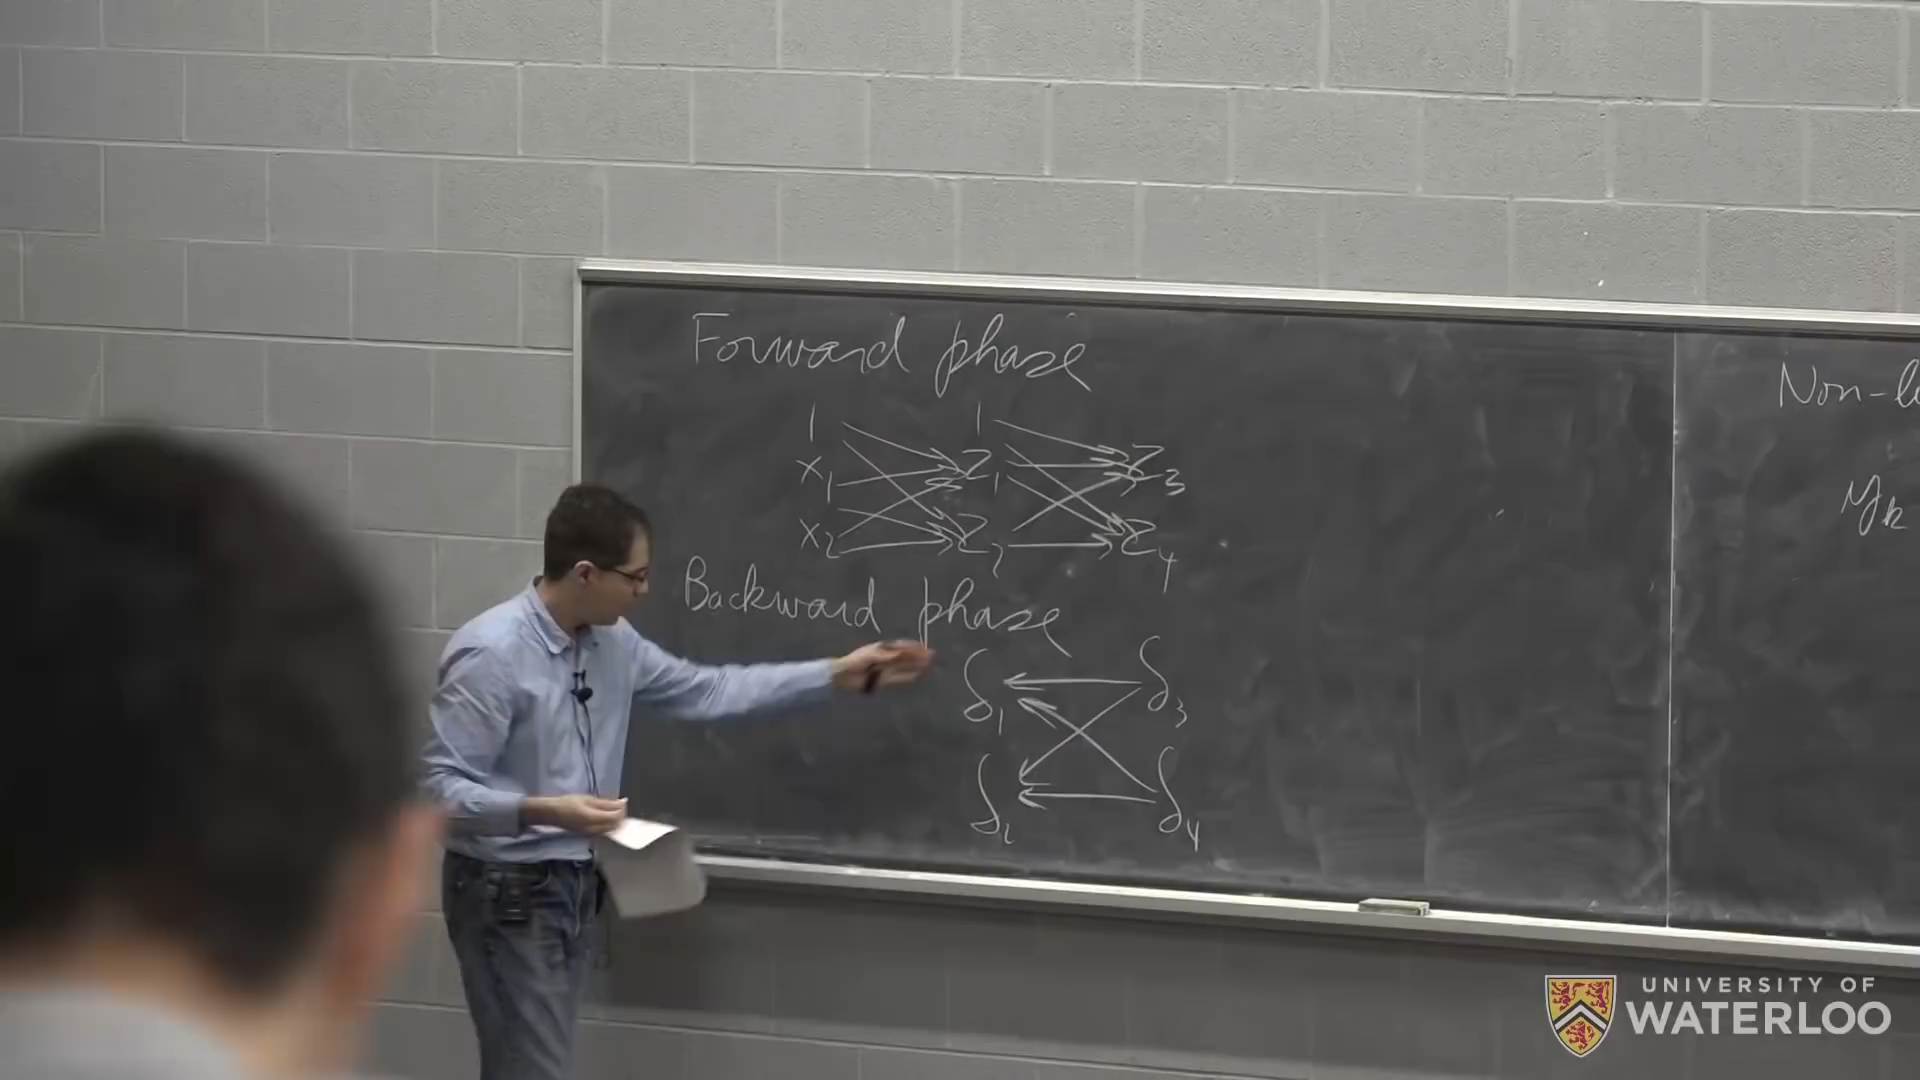 Forward phase
1 1
x1 z1 z3
x2 z2 z4
Backward phase
δ1 δ3
δ2 δ4
Non-l
yk
UNIVERSITY OF
WATERLOO